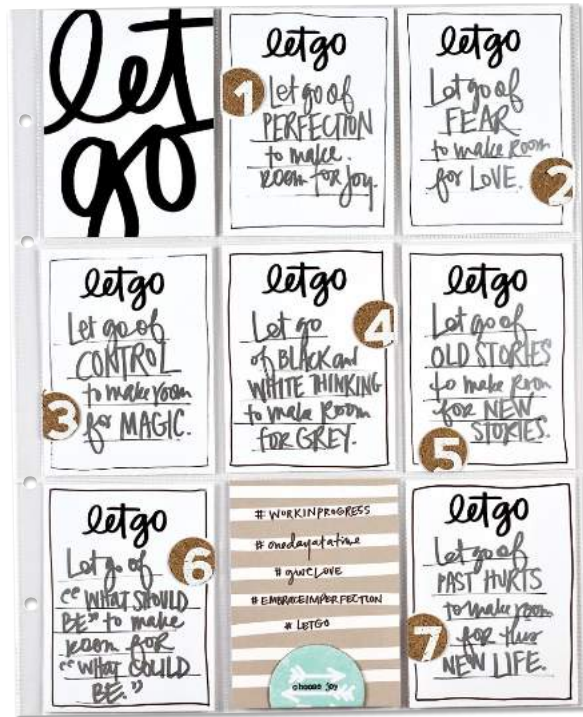 let
go
letgo
1
Let go of
PERFECTION
to make
room for joy.
letgo
Let go of
FEAR
to make room
for LOVE.
2
letgo
Let go of
CONTROL
to make room
3
for MAGIC.
letgo
4
Let go
of BLACK and
WHITE THINKING
to make Room
FOR GREY.
letgo
Let go of
OLD STORIES
to make Room
for NEW
STORIES.
5
letgo
6
Let go of
"WHAT SHOULD
BE" to make
ROOM FOR
"WHAT COULD
BE."
# WORKINPROGRESS
# onedayatatime
# giveLOVE
# EMBRACEIMPERFECTION
# LETGO
choose joy
letgo
Let go of
PAST HURTS
to make room
7
for this
NEW LIFE.